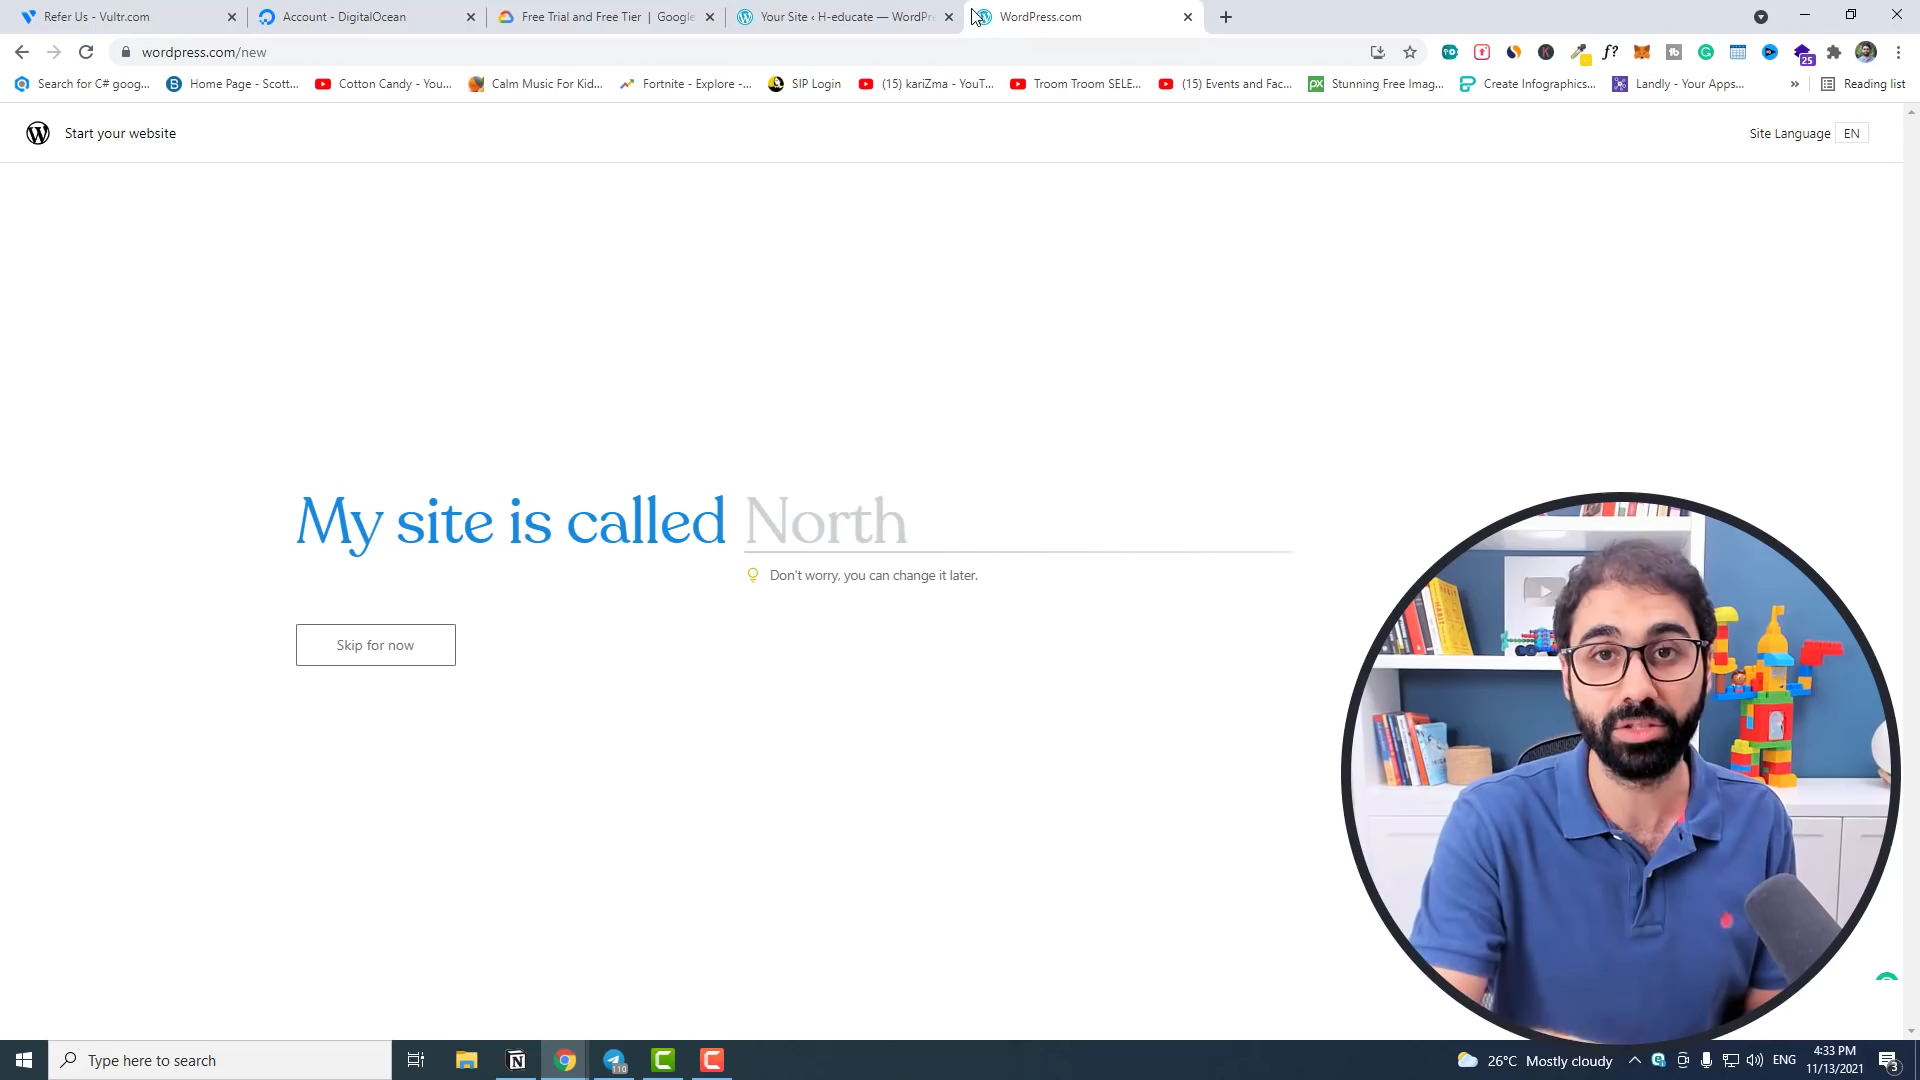 Refer Us - Vultr.com
Account - DigitalOcean
Free Trial and Free Tier | Google
Your Site ‹ H-educate — WordPre
WordPress.com
wordpress.com/new
25
Search for C# goog...
Home Page - Scott...
Cotton Candy - You...
Calm Music For Kid...
Fortnite - Explore -...
SIP Login
(15) kariZma - YouT...
Troom Troom SELE...
(15) Events and Fac...
Stunning Free Imag...
Create Infographics...
Landly - Your Apps...
»
Reading list
Start your website
Site Language EN
My site is called North
Don't worry, you can change it later.
Skip for now
Type here to search
110
26°C Mostly cloudy
ENG
4:33 PM
11/13/2021
3